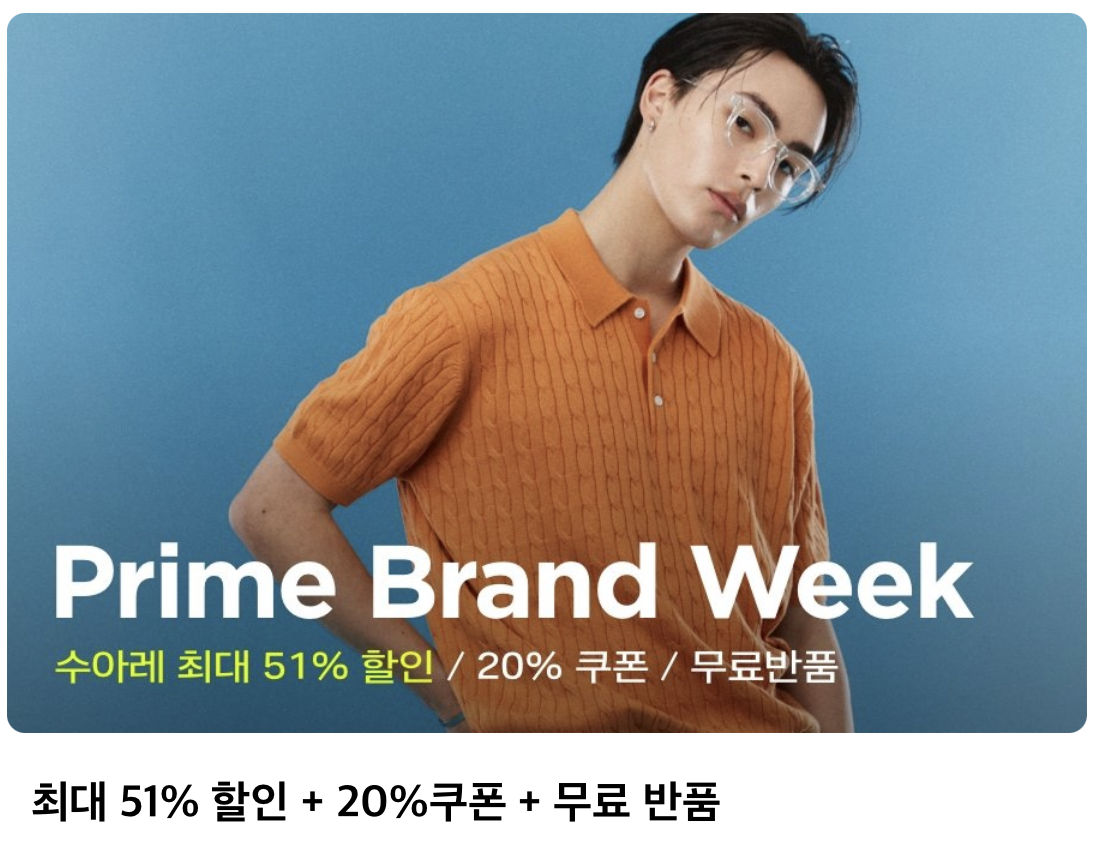 Prime Brand Week
수아레 최대 51% 할인 / 20% 쿠폰 / 무료반품
최대 51% 할인 + 20%쿠폰 + 무료 반품